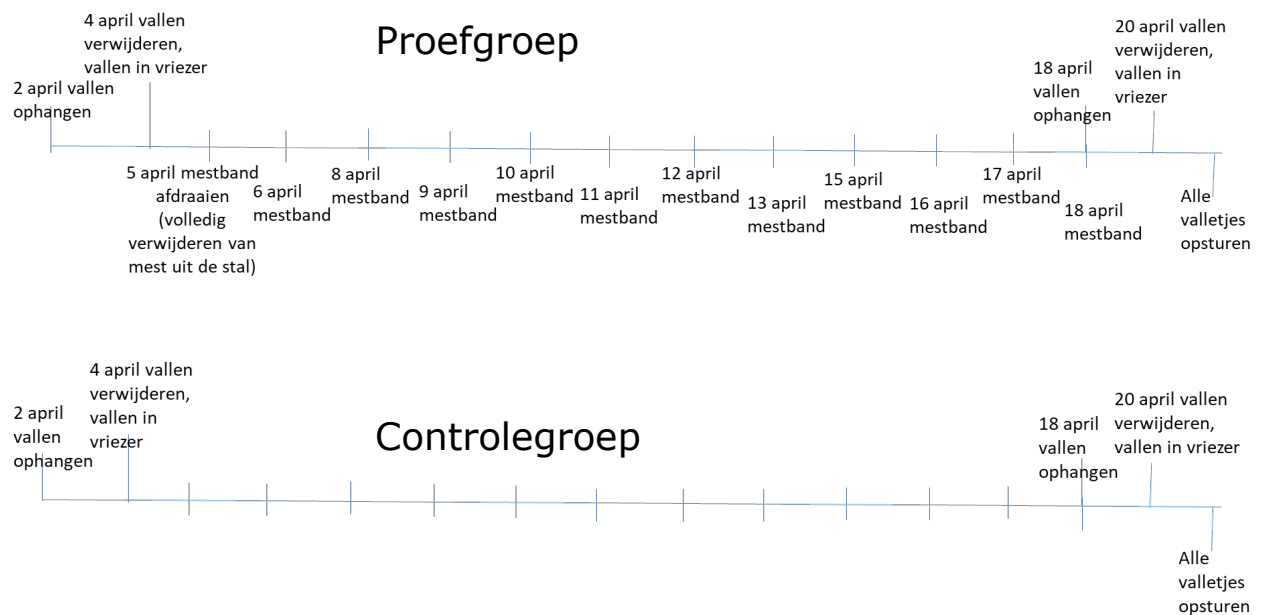 Proefgroep
2 april vallen
ophangen
4 april vallen
verwijderen,
vallen in vriezer
18 april
vallen
ophangen
20 april vallen
verwijderen,
vallen in
vriezer
5 april mestband
afdraaien
(volledig
verwijderen van
mest uit de stal)
6 april
mestband
8 april
mestband
9 april
mestband
10 april
mestband
11 april
mestband
12 april
mestband
13 april
mestband
15 april
mestband
16 april
mestband
17 april
mestband
18 april
mestband
Alle
valletjes
opsturen
Controlegroep
2 april
vallen
ophangen
4 april vallen
verwijderen,
vallen in
vriezer
18 april
vallen
ophangen
20 april vallen
verwijderen,
vallen in vriezer
Alle
valletjes
opsturen